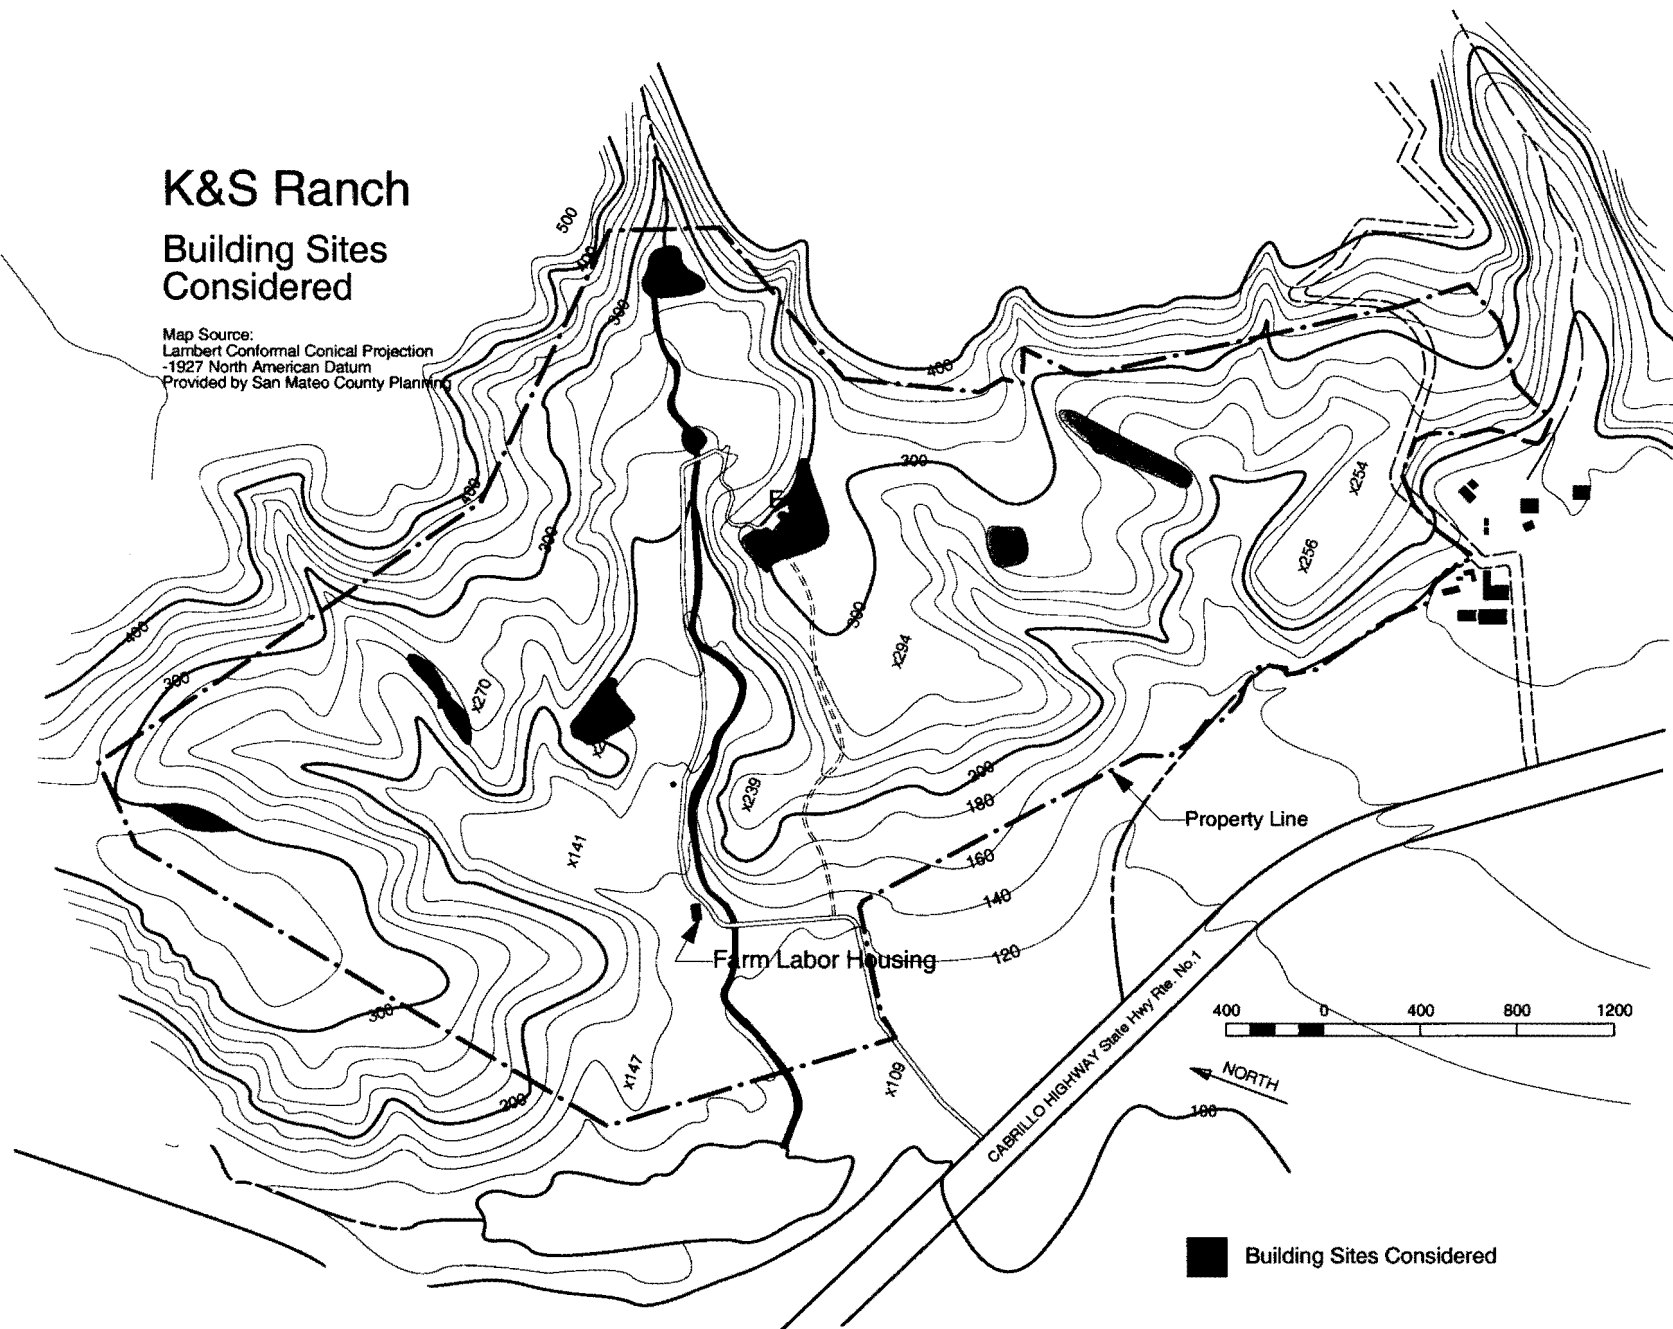 K&S Ranch
Building Sites
Considered
Map Source:
Lambert Conformal Conical Projection
-1927 North American Datum
Provided by San Mateo County Planning
500
400
300
400
300
400
300
400
300
E
300
300
x254
x256
x294
x270
x239
x141
200
180
160
140
120
Property Line
Farm Labor Housing
300
200
x147
x109
CABRILLO HIGHWAY State Hwy Rte. No.1
400 0 400 800 1200
NORTH
100
Building Sites Considered